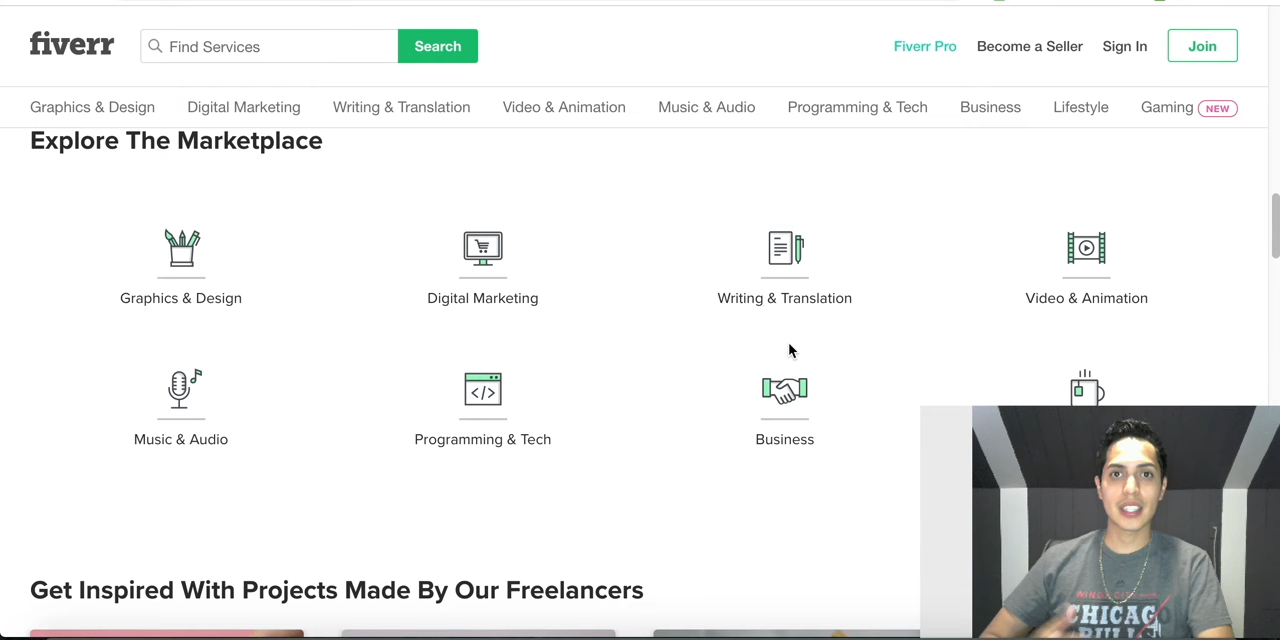 fiverr
Find Services
Search
Fiverr Pro
Become a Seller
Sign In
Join
Graphics & Design
Digital Marketing
Writing & Translation
Video & Animation
Music & Audio
Programming & Tech
Business
Lifestyle
Gaming NEW
Explore The Marketplace
Graphics & Design
Digital Marketing
Writing & Translation
Video & Animation
Music & Audio
</>
Programming & Tech
Business
Get Inspired With Projects Made By Our Freelancers
CHICAGO
BULLS